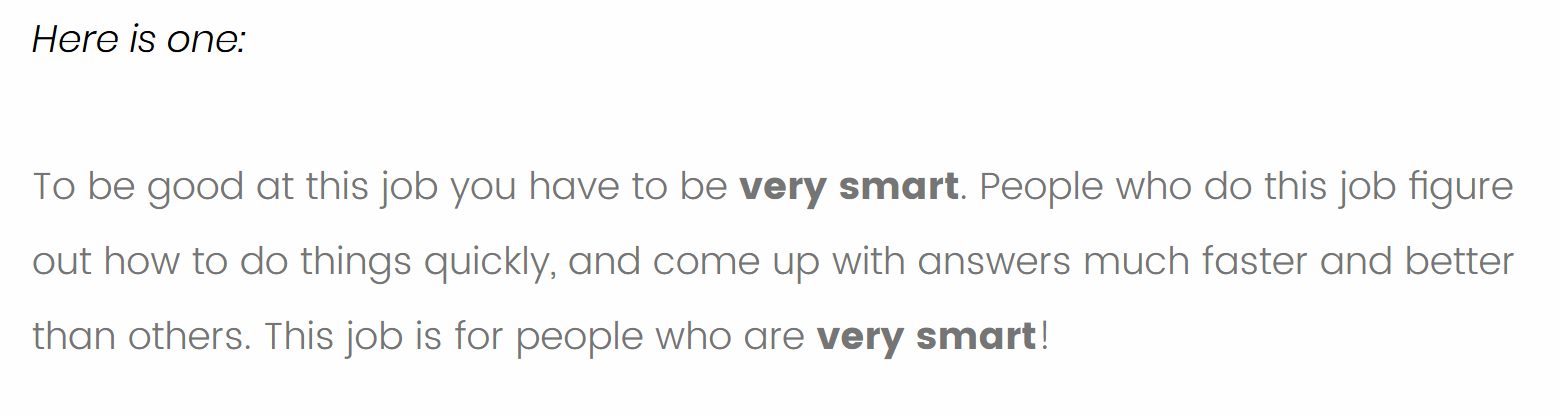 Here is one:
To be good at this job you have to be very smart. People who do this job figure
out how to do things quickly, and come up with answers much faster and better
than others. This job is for people who are very smart!